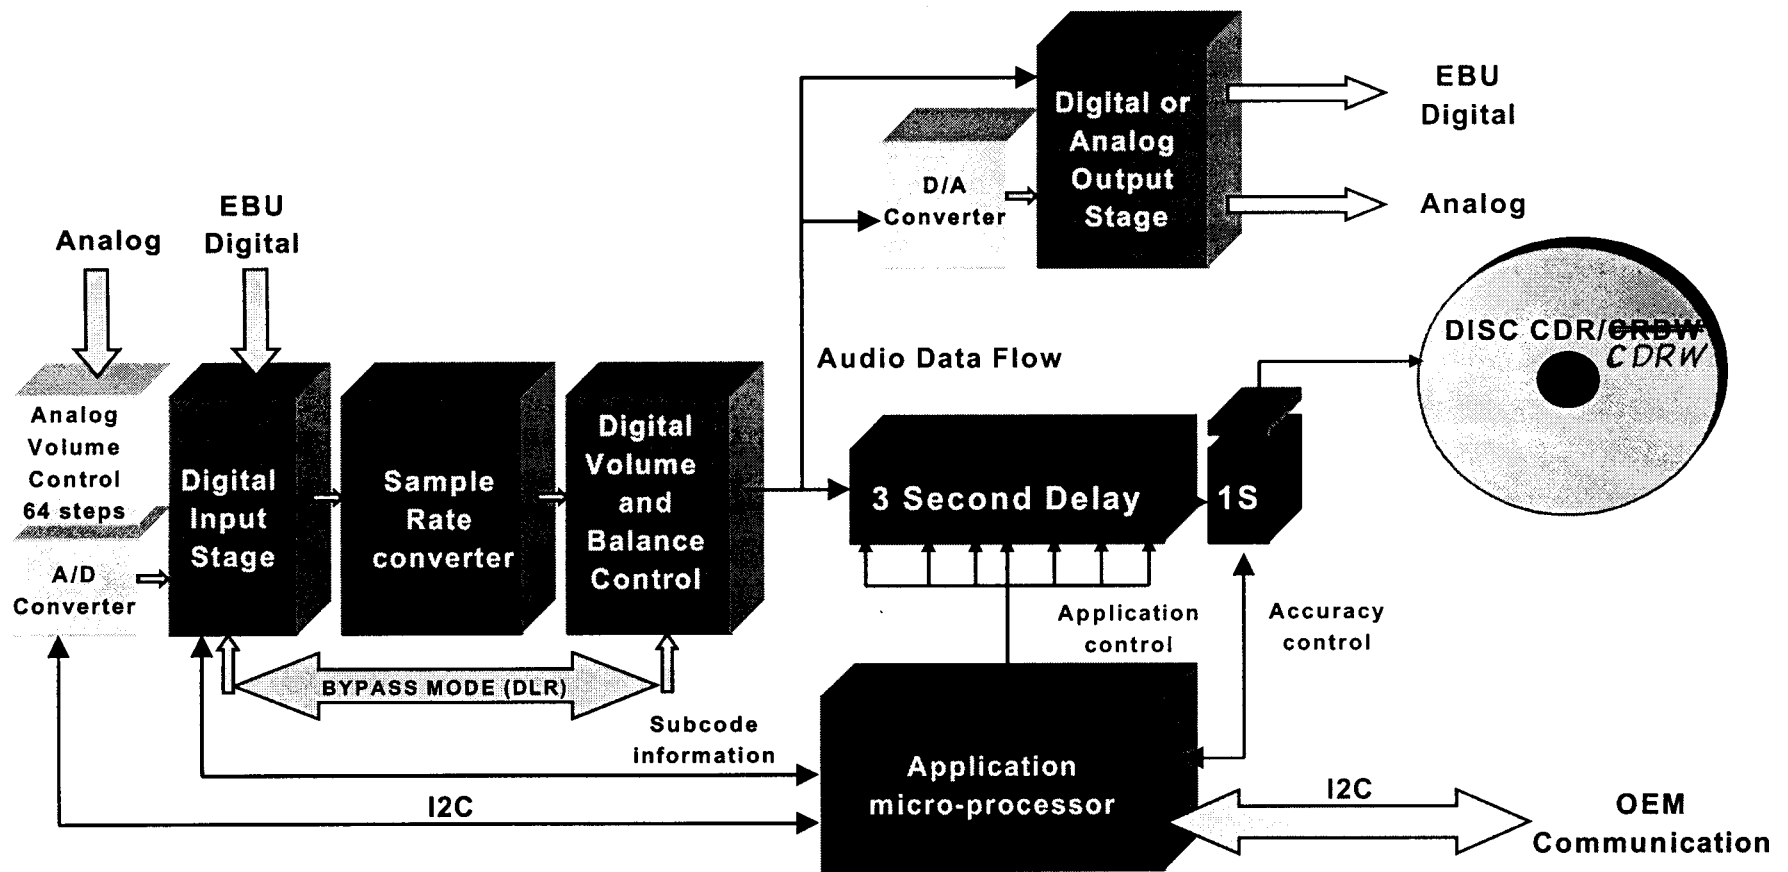 EBU
Digital
Digital or
Analog
Output
Stage
D/A
Converter
Analog
EBU
Digital
Analog
DISC CDR/CRDW
CDRW
Audio Data Flow
Analog
Volume
Control
64 steps
A/D
Converter
Digital
Input
Stage
Sample
Rate
converter
Digital
Volume
and
Balance
Control
3 Second Delay
1S
Application
control
Accuracy
control
BYPASS MODE (DLR)
Subcode
information
I2C
Application
micro-processor
I2C
OEM
Communication